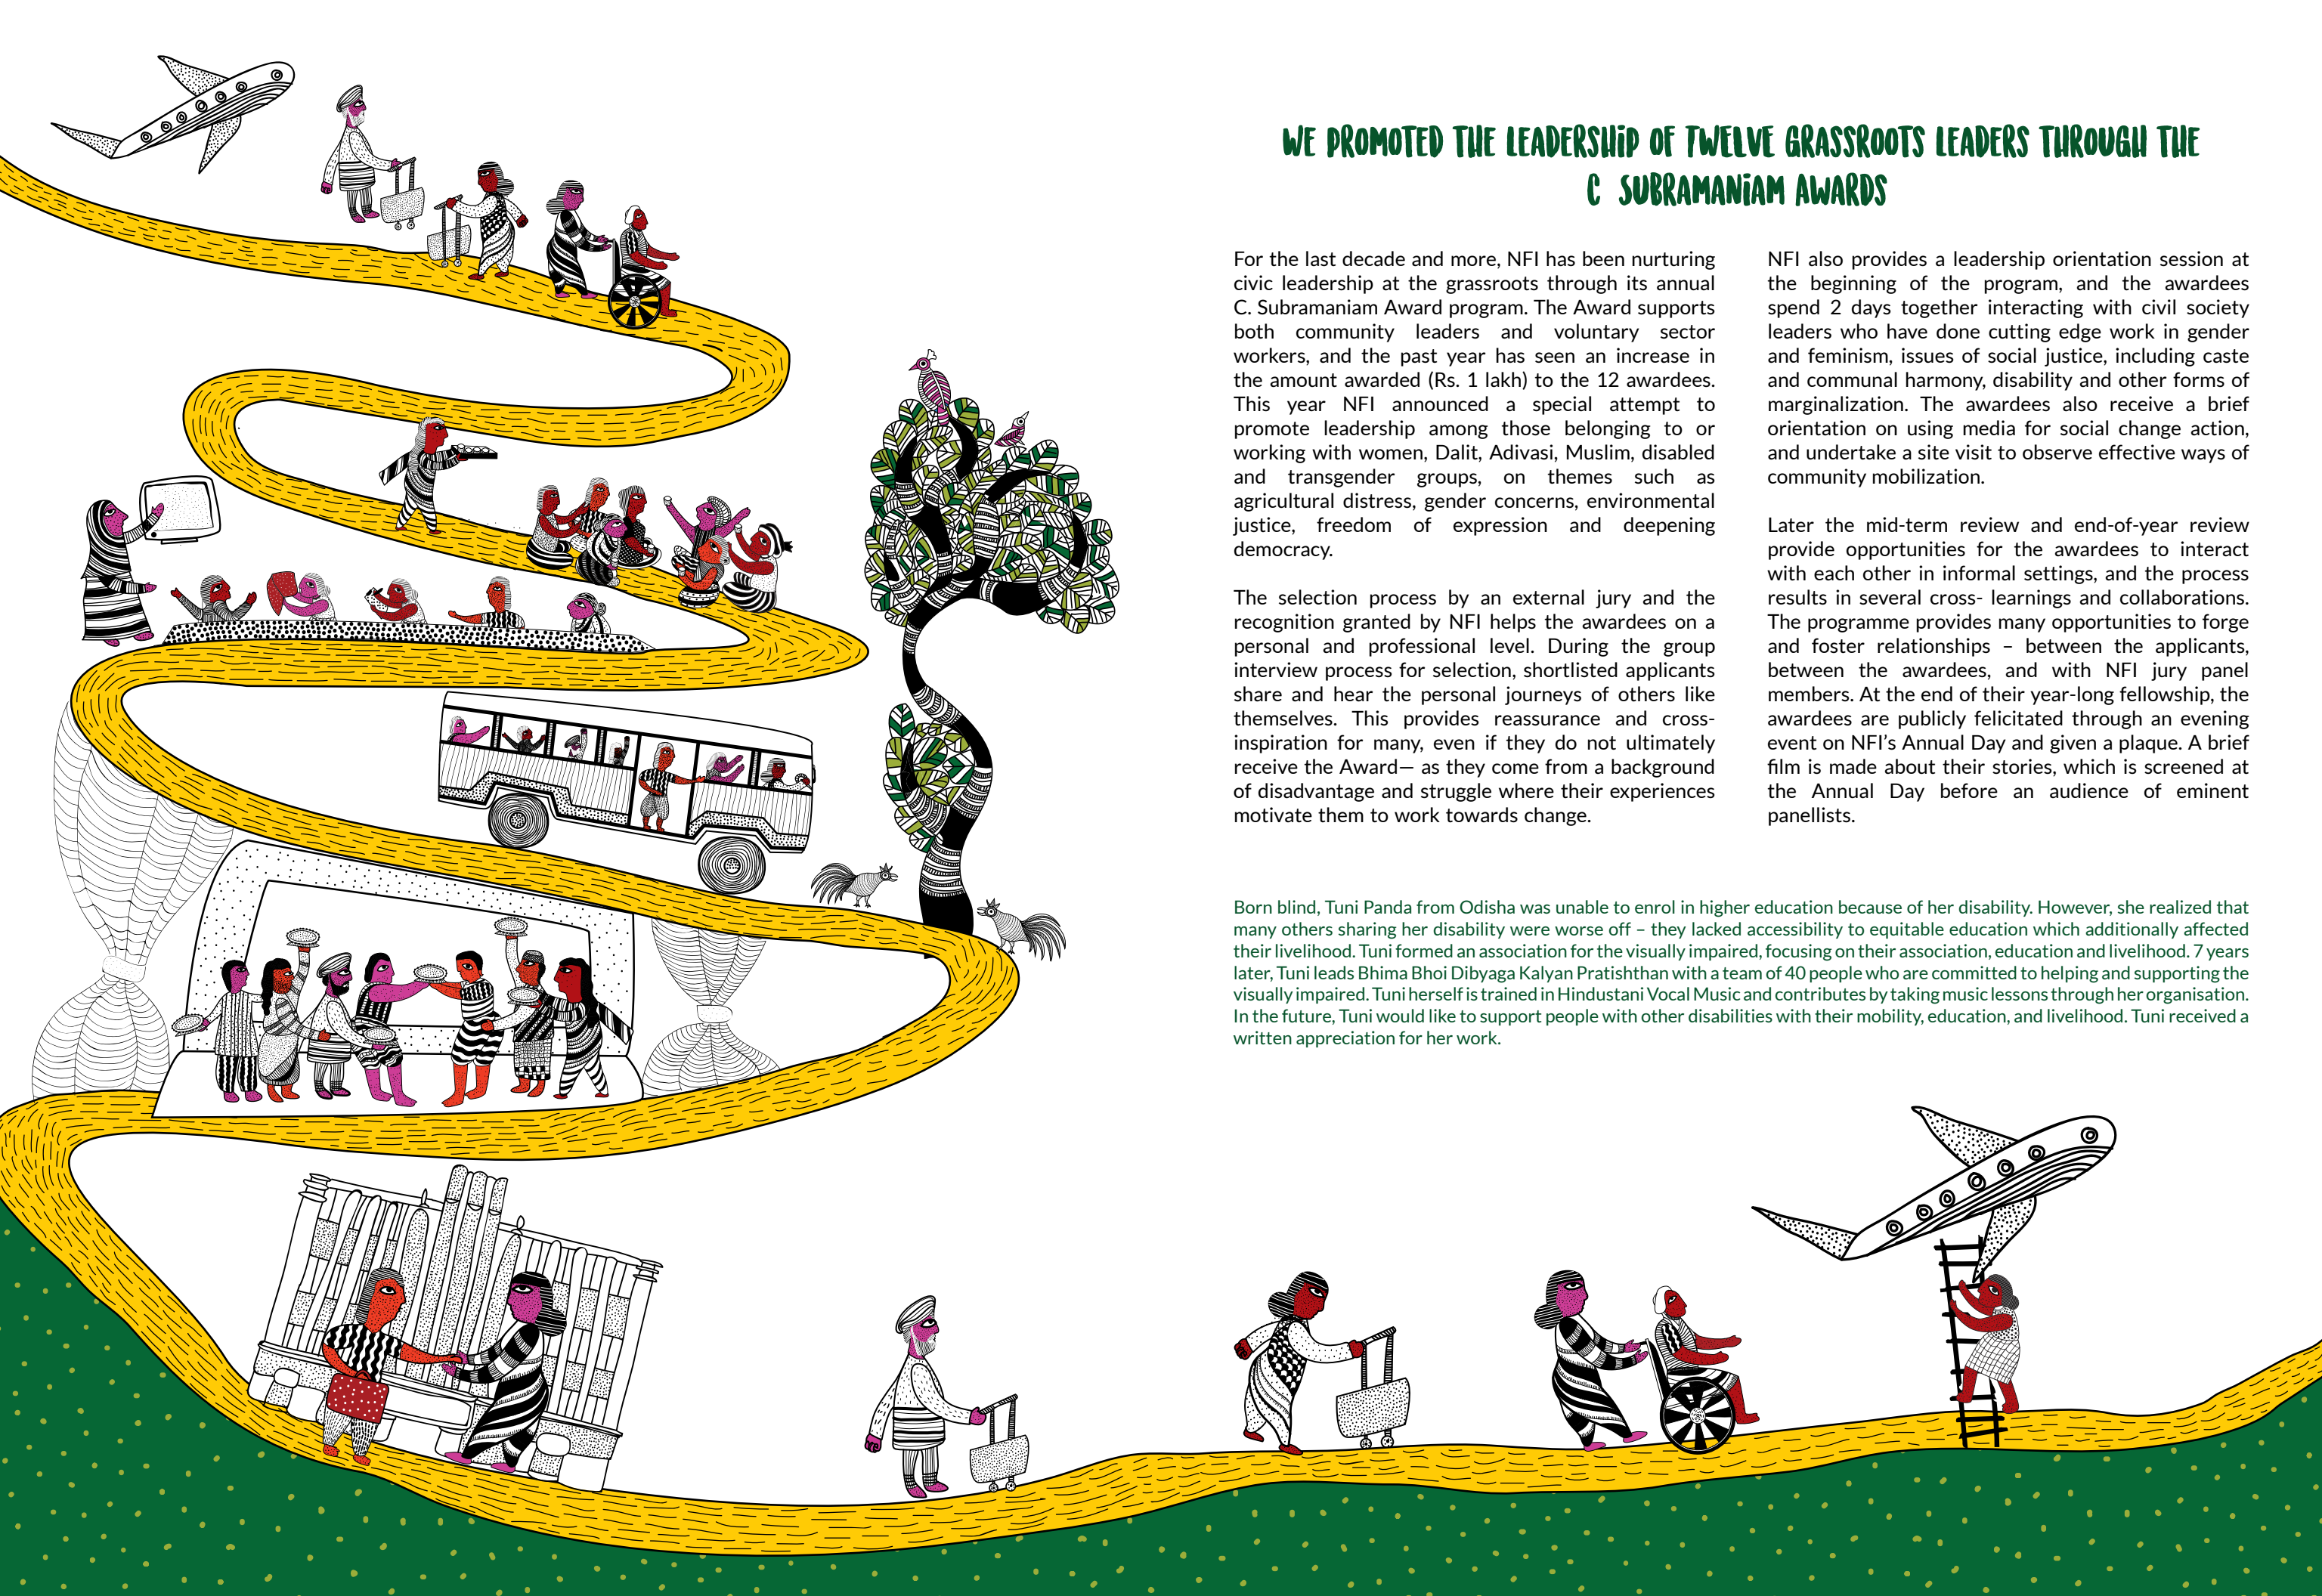 WE PROMOTED THE LEADERSHiP OF TWELVE GRASSROOTS LEADERS THROUGH THE
C SUBRAMANiAM AWARDS
For the last decade and more, NFI has been nurturing
civic leadership at the grassroots through its annual
C. Subramaniam Award program. The Award supports
both community leaders and voluntary sector
workers, and the past year has seen an increase in
the amount awarded (Rs. 1 lakh) to the 12 awardees.
This year NFI announced a special attempt to
promote leadership among those belonging to or
working with women, Dalit, Adivasi, Muslim, disabled
and transgender groups, on themes such as
agricultural distress, gender concerns, environmental
justice, freedom of expression and deepening
democracy.
The selection process by an external jury and the
recognition granted by NFI helps the awardees on a
personal and professional level. During the group
interview process for selection, shortlisted applicants
share and hear the personal journeys of others like
themselves. This provides reassurance and cross-
inspiration for many, even if they do not ultimately
receive the Award— as they come from a background
of disadvantage and struggle where their experiences
motivate them to work towards change.
NFI also provides a leadership orientation session at
the beginning of the program, and the awardees
spend 2 days together interacting with civil society
leaders who have done cutting edge work in gender
and feminism, issues of social justice, including caste
and communal harmony, disability and other forms of
marginalization. The awardees also receive a brief
orientation on using media for social change action,
and undertake a site visit to observe effective ways of
community mobilization.
Later the mid-term review and end-of-year review
provide opportunities for the awardees to interact
with each other in informal settings, and the process
results in several cross- learnings and collaborations.
The programme provides many opportunities to forge
and foster relationships – between the applicants,
between the awardees, and with NFI jury panel
members. At the end of their year-long fellowship, the
awardees are publicly felicitated through an evening
event on NFI’s Annual Day and given a plaque. A brief
film is made about their stories, which is screened at
the Annual Day before an audience of eminent
panellists.
Born blind, Tuni Panda from Odisha was unable to enrol in higher education because of her disability. However, she realized that
many others sharing her disability were worse off – they lacked accessibility to equitable education which additionally affected
their livelihood. Tuni formed an association for the visually impaired, focusing on their association, education and livelihood. 7 years
later, Tuni leads Bhima Bhoi Dibyaga Kalyan Pratishthan with a team of 40 people who are committed to helping and supporting the
visually impaired. Tuni herself is trained in Hindustani Vocal Music and contributes by taking music lessons through her organisation.
In the future, Tuni would like to support people with other disabilities with their mobility, education, and livelihood. Tuni received a
written appreciation for her work.